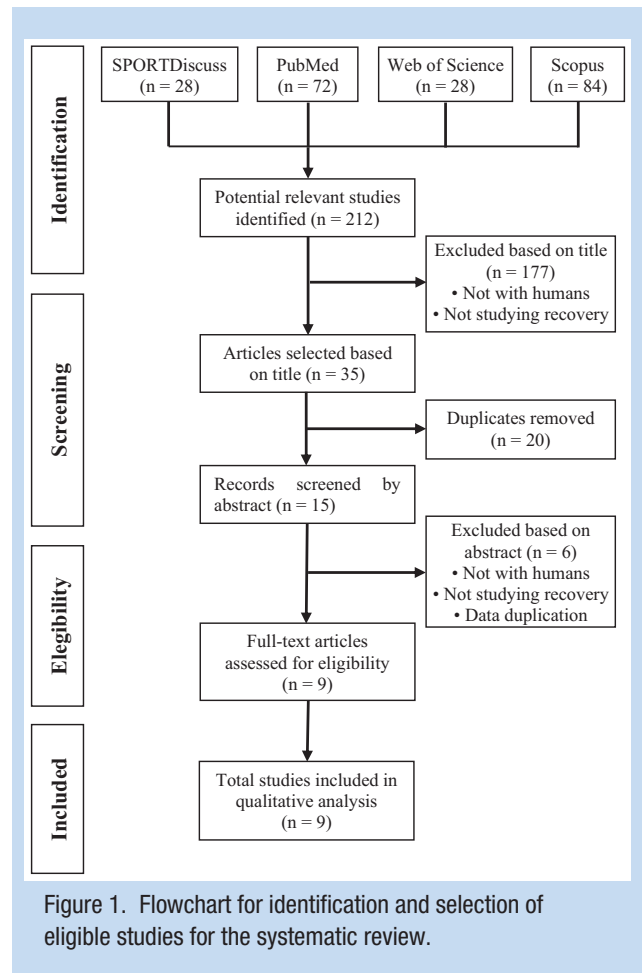 Identification
SPORTDiscuss
(n = 28)
PubMed
(n = 72)
Web of Science
(n = 28)
Scopus
(n = 84)
Potential relevant studies
identified (n = 212)
Excluded based on title
(n = 177)
• Not with humans
• Not studying recovery
Screening
Articles selected based
on title (n = 35)
Duplicates removed
(n = 20)
Records screened by
abstract (n = 15)
Excluded based on
abstract (n = 6)
• Not with humans
• Not studying recovery
• Data duplication
Elegibility
Full-text articles
assessed for eligibility
(n = 9)
Included
Total studies included in
qualitative analysis
(n = 9)
Figure 1. Flowchart for identification and selection of
eligible studies for the systematic review.